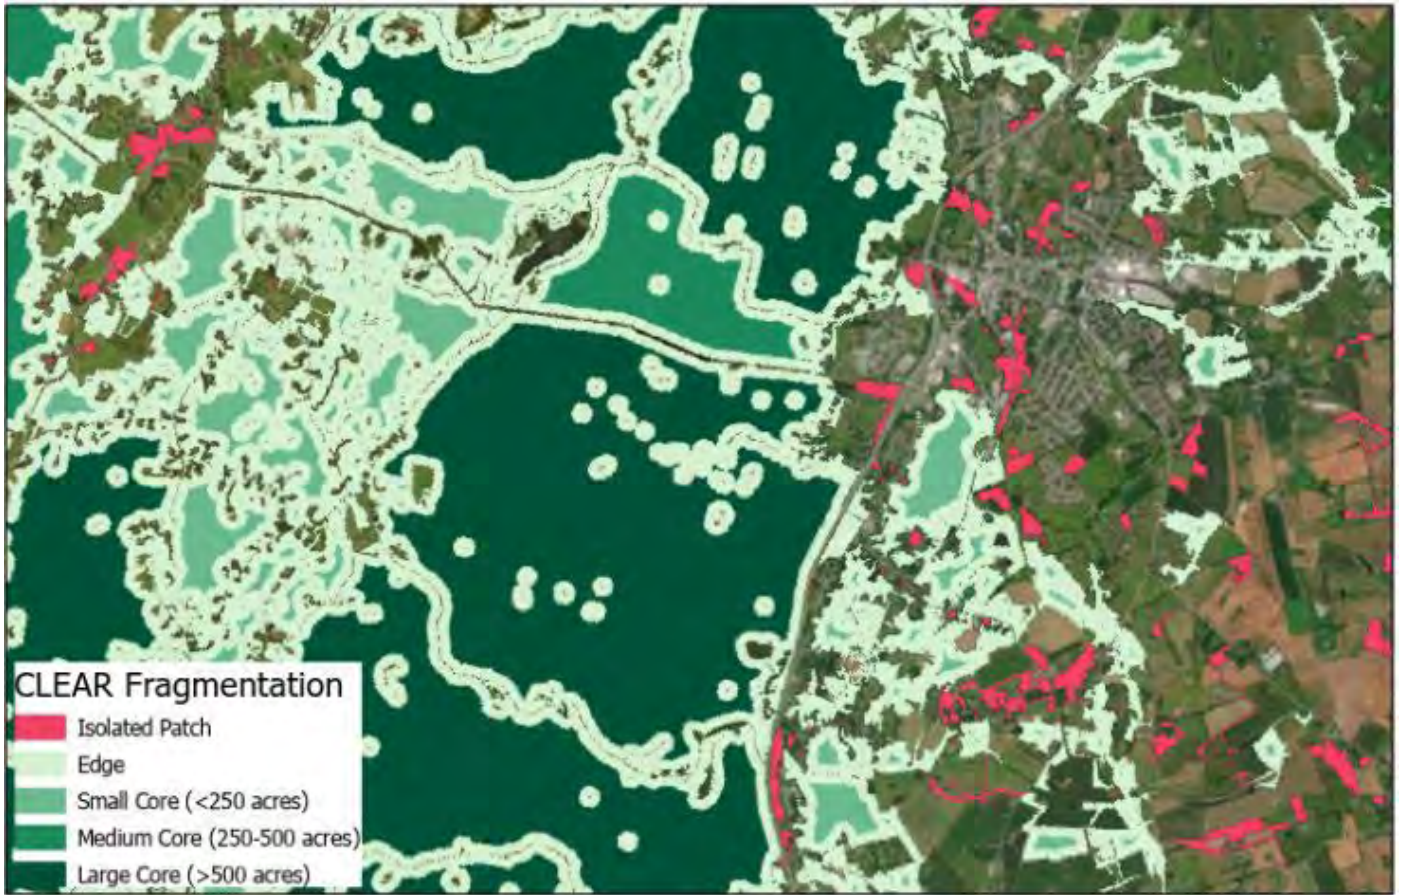 CLEAR Fragmentation
Isolated Patch
Edge
Small Core (<250 acres)
Medium Core (250-500 acres)
Large Core (>500 acres)